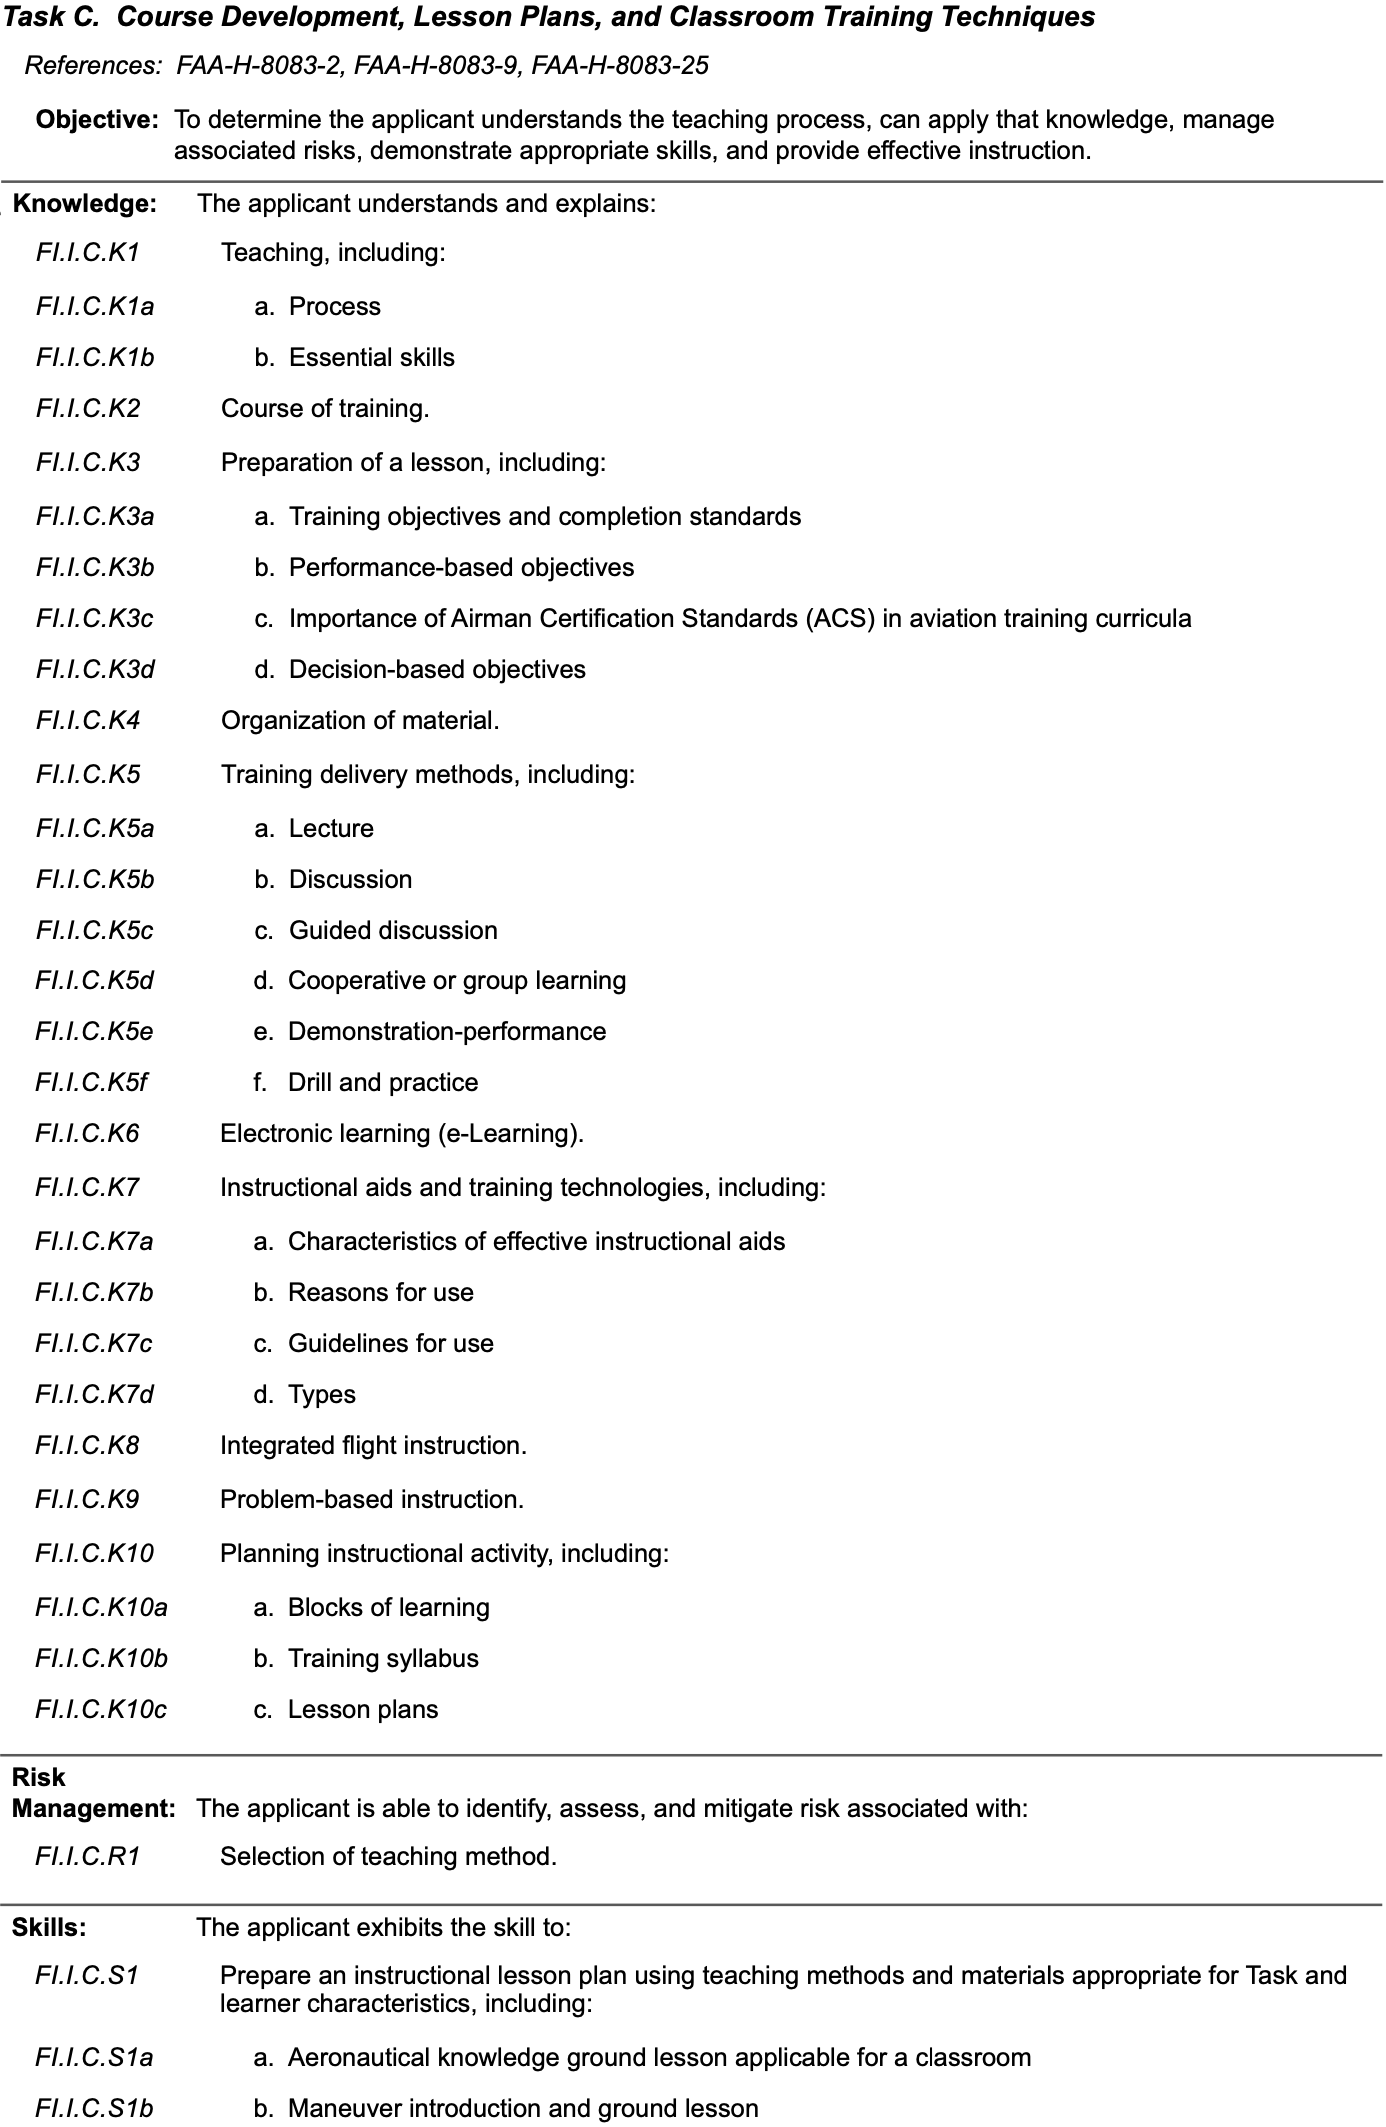 Task C. Course Development, Lesson Plans, and Classroom Training Techniques
References: FAA-H-8083-2, FAA-H-8083-9, FAA-H-8083-25
Objective: To determine the applicant understands the teaching process, can apply that knowledge, manage
associated risks, demonstrate appropriate skills, and provide effective instruction.
Knowledge: The applicant understands and explains:
FI.I.C.K1 Teaching, including:
FI.I.C.K1a a. Process
FI.I.C.K1b b. Essential skills
FI.I.C.K2 Course of training.
FI.I.C.K3 Preparation of a lesson, including:
FI.I.C.K3a a. Training objectives and completion standards
FI.I.C.K3b b. Performance-based objectives
FI.I.C.K3c c. Importance of Airman Certification Standards (ACS) in aviation training curricula
FI.I.C.K3d d. Decision-based objectives
FI.I.C.K4 Organization of material.
FI.I.C.K5 Training delivery methods, including:
FI.I.C.K5a a. Lecture
FI.I.C.K5b b. Discussion
FI.I.C.K5c c. Guided discussion
FI.I.C.K5d d. Cooperative or group learning
FI.I.C.K5e e. Demonstration-performance
FI.I.C.K5f f. Drill and practice
FI.I.C.K6 Electronic learning (e-Learning).
FI.I.C.K7 Instructional aids and training technologies, including:
FI.I.C.K7a a. Characteristics of effective instructional aids
FI.I.C.K7b b. Reasons for use
FI.I.C.K7c c. Guidelines for use
FI.I.C.K7d d. Types
FI.I.C.K8 Integrated flight instruction.
FI.I.C.K9 Problem-based instruction.
FI.I.C.K10 Planning instructional activity, including:
FI.I.C.K10a a. Blocks of learning
FI.I.C.K10b b. Training syllabus
FI.I.C.K10c c. Lesson plans
Risk
Management: The applicant is able to identify, assess, and mitigate risk associated with:
FI.I.C.R1 Selection of teaching method.
Skills: The applicant exhibits the skill to:
FI.I.C.S1 Prepare an instructional lesson plan using teaching methods and materials appropriate for Task and
learner characteristics, including:
FI.I.C.S1a a. Aeronautical knowledge ground lesson applicable for a classroom
FI.I.C.S1b b. Maneuver introduction and ground lesson